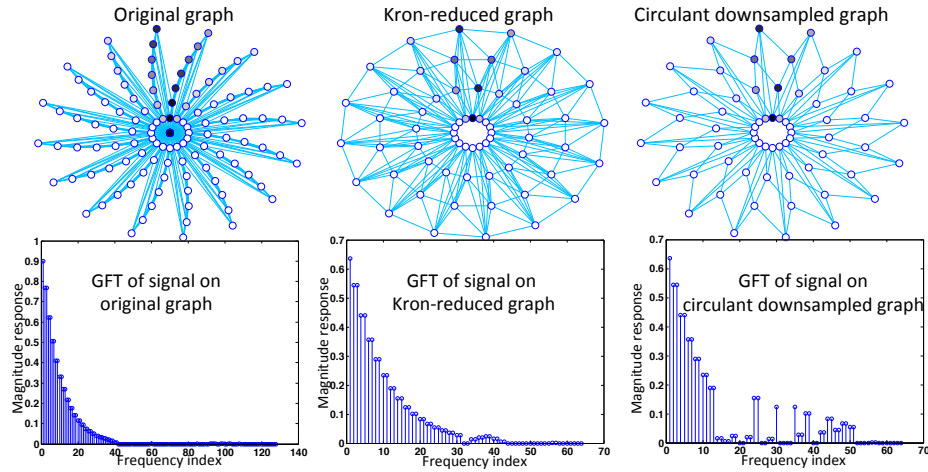 Original graph
Kron-reduced graph
Circulant downsampled graph
1
0.9
0.8
0.7
0.6
0.5
0.4
0.3
0.2
0.1
0
0 20 40 60 80 100 120 140
Magnitude response
Frequency index
GFT of signal on
original graph
0.7
0.6
0.5
0.4
0.3
0.2
0.1
0
0 10 20 30 40 50 60 70
Magnitude response
Frequency index
GFT of signal on
Kron-reduced graph
0.7
0.6
0.5
0.4
0.3
0.2
0.1
0
0 10 20 30 40 50 60 70
Magnitude response
Frequency index
GFT of signal on
circulant downsampled graph